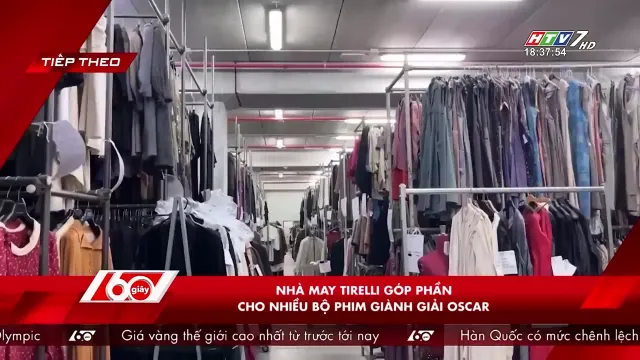 TIẾP THEO
HTV7 HD
18:37:54
60 giây
NHÀ MAY TIRELLI GÓP PHẦN
CHO NHIỀU BỘ PHIM GIÀNH GIẢI OSCAR
Olympic 60 Giá vàng thế giới cao nhất từ trước tới nay 60 Hàn Quốc có mức chênh lệch